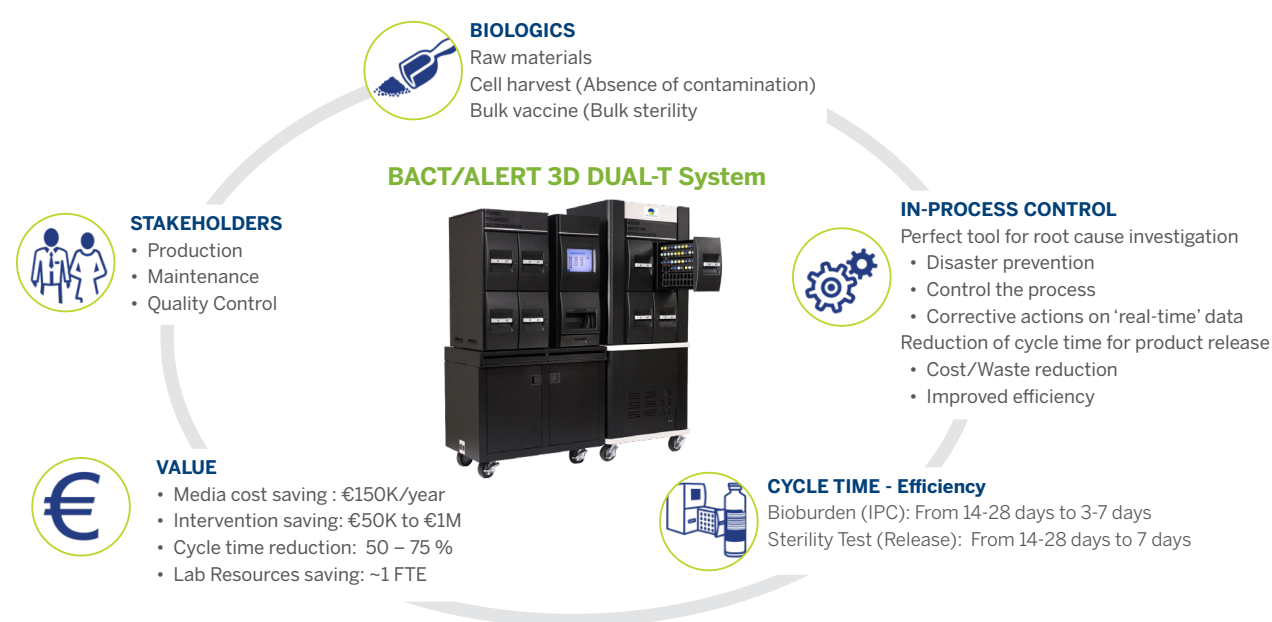 BIOLOGICS
Raw materials
Cell harvest (Absence of contamination)
Bulk vaccine (Bulk sterility
BACT/ALERT 3D DUAL-T System
STAKEHOLDERS
• Production
• Maintenance
• Quality Control
IN-PROCESS CONTROL
Perfect tool for root cause investigation
• Disaster prevention
• Control the process
• Corrective actions on ‘real-time’ data
Reduction of cycle time for product release
• Cost/Waste reduction
• Improved efficiency
VALUE
• Media cost saving : €150K/year
• Intervention saving: €50K to €1M
• Cycle time reduction: 50 – 75 %
• Lab Resources saving: ~1 FTE
CYCLE TIME - Efficiency
Bioburden (IPC): From 14-28 days to 3-7 days
Sterility Test (Release): From 14-28 days to 7 days